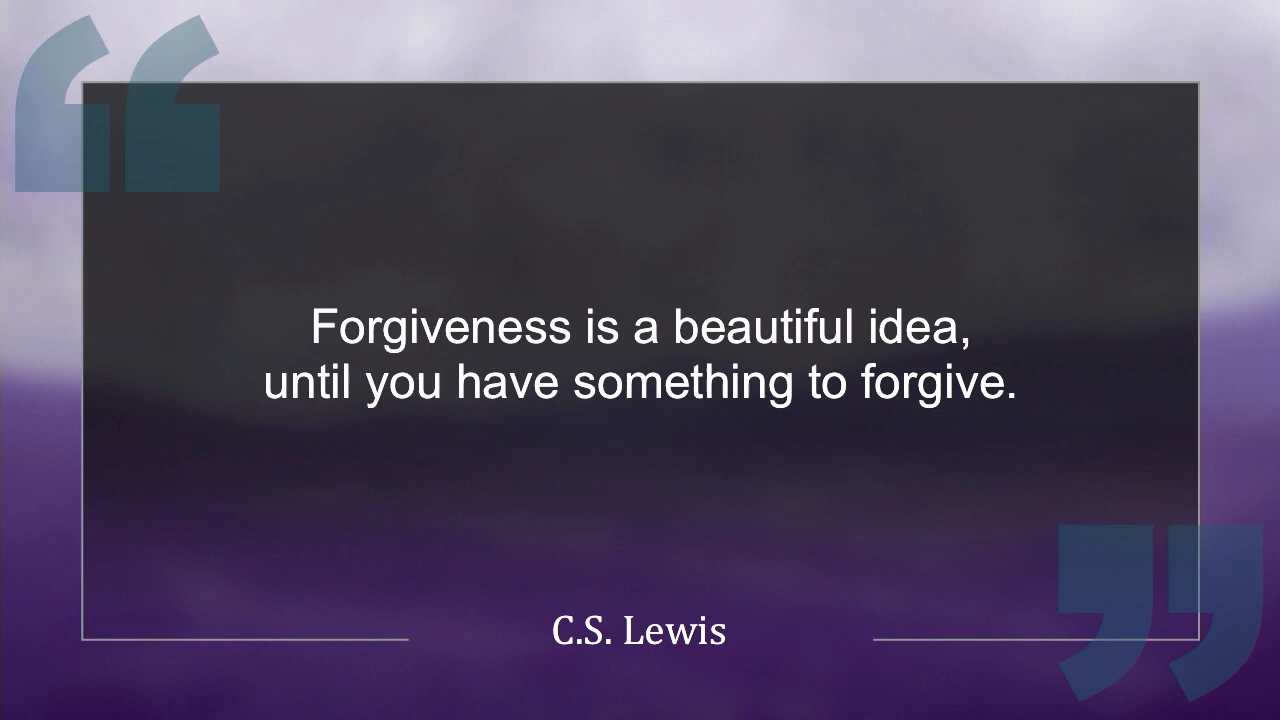 Forgiveness is a beautiful idea,
until you have something to forgive.
C.S. Lewis